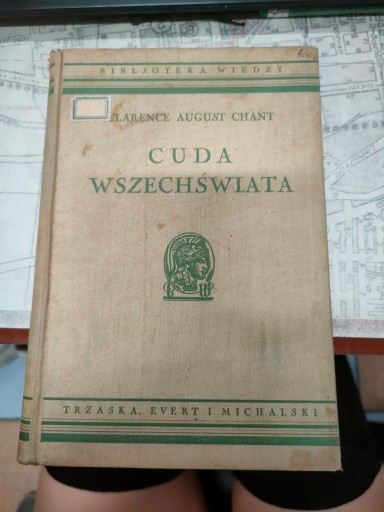 BIBLJOTEKA WIEDZY
LARENCE AUGUST CHANT
CUDA
WSZECHŚWIATA
TRZASKA, EVERT I MICHALSKI